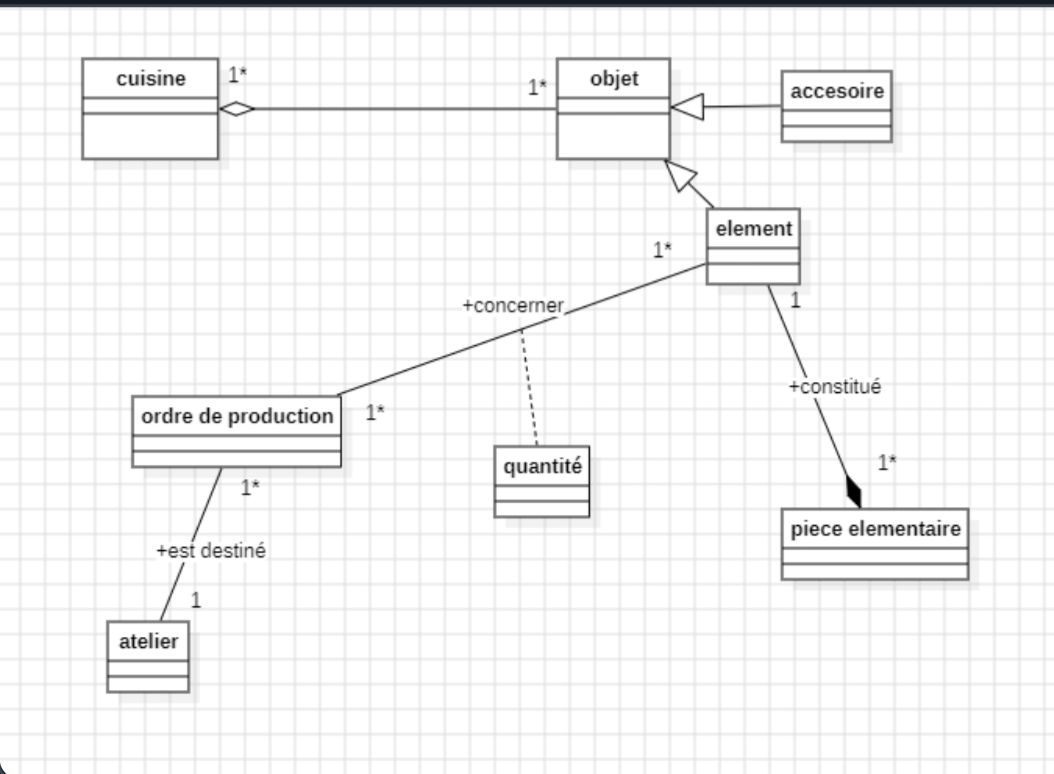 cuisine
1*
1*
objet
accesoire
element
1*
1
+concerner
+constitué
ordre de production
1*
quantité
1*
piece elementaire
1*
+est destiné
1
atelier